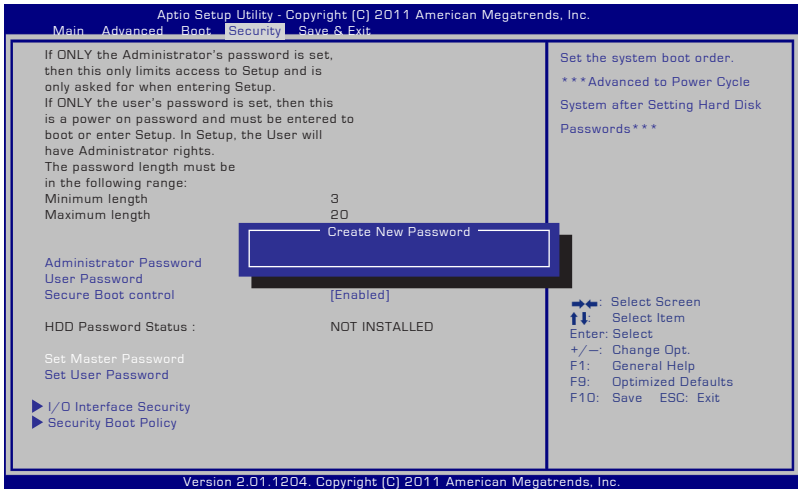 Aptio Setup Utility - Copyright (C) 2011 American Megatrends, Inc.
Main Advanced Boot Security Save & Exit
If ONLY the Administrator's password is set,
then this only limits access to Setup and is
only asked for when entering Setup.
If ONLY the user's password is set, then this
is a power on password and must be entered to
boot or enter Setup. In Setup, the User will
have Administrator rights.
The password length must be
in the following range:
Minimum length 3
Maximum length 20
Create New Password
Administrator Password
User Password
Secure Boot control [Enabled]
HDD Password Status : NOT INSTALLED
Set Master Password
Set User Password
I/O Interface Security
Security Boot Policy
Set the system boot order.
***Advanced to Power Cycle
System after Setting Hard Disk
Passwords***
: Select Screen
: Select Item
Enter: Select
+/—: Change Opt.
F1: General Help
F9: Optimized Defaults
F10: Save ESC: Exit
Version 2.01.1204. Copyright (C) 2011 American Megatrends, Inc.